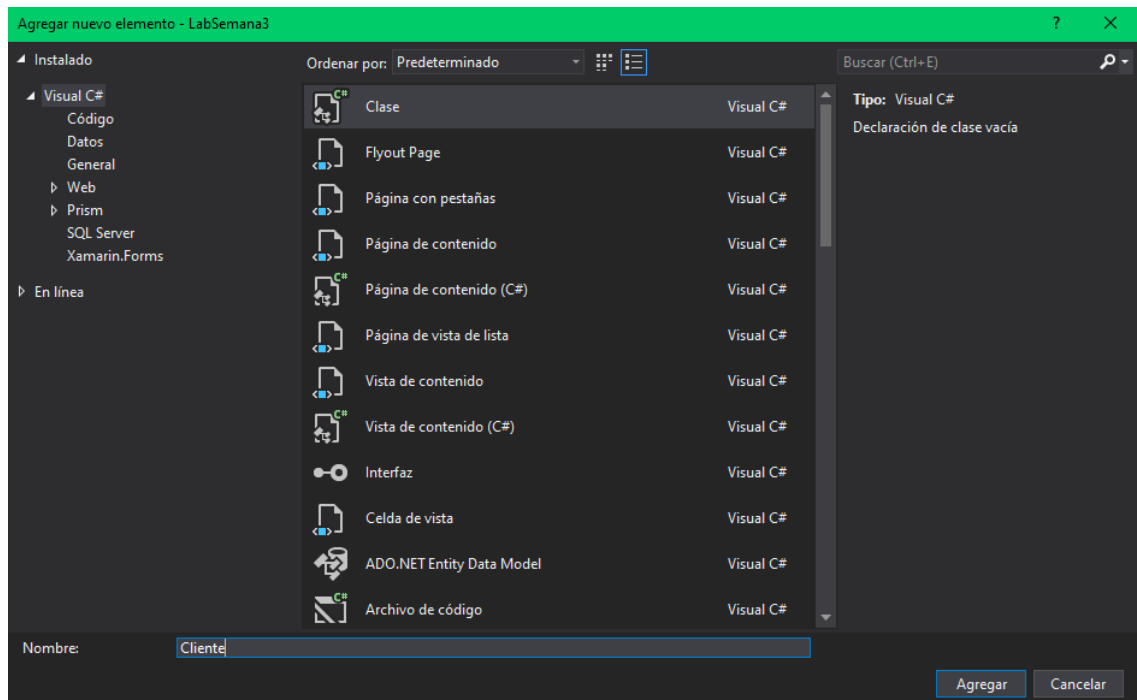 Agregar nuevo elemento - LabSemana3 ?
Instalado
Visual C#
Código
Datos
General
Web
Prism
SQL Server
Xamarin.Forms
En línea
Ordenar por: Predeterminado
C# Clase Visual C#
Flyout Page Visual C#
Página con pestañas Visual C#
Página de contenido Visual C#
C# Página de contenido (C#) Visual C#
Página de vista de lista Visual C#
Vista de contenido Visual C#
C# Vista de contenido (C#) Visual C#
Interfaz Visual C#
Celda de vista Visual C#
ADO.NET Entity Data Model Visual C#
C# Archivo de código Visual C#
Buscar (Ctrl+E)
Tipo: Visual C#
Declaración de clase vacía
Nombre: Cliente
Agregar Cancelar